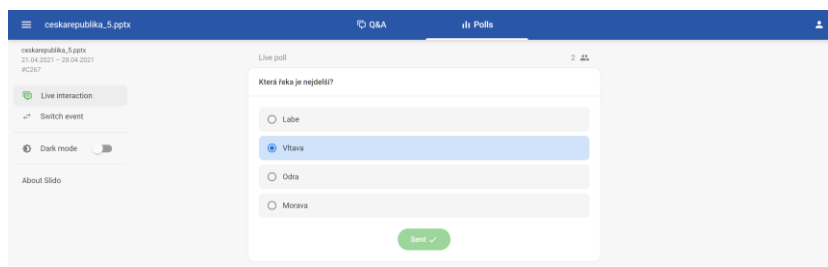 ceskarepublika_5.pptx
Q&A
Polls
ceskarepublika_5.pptx
21.04.2021 – 28.04.2021
#C267
Live interaction
Switch event
Dark mode
About Slido
Live poll 2
Která řeka je nejdelší?
Labe
Vltava
Odra
Morava
Sent